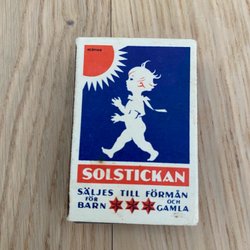 SOLSTICKAN
SÄLJES TILL FÖRMÅN
FÖR OCH
BARN GAMLA